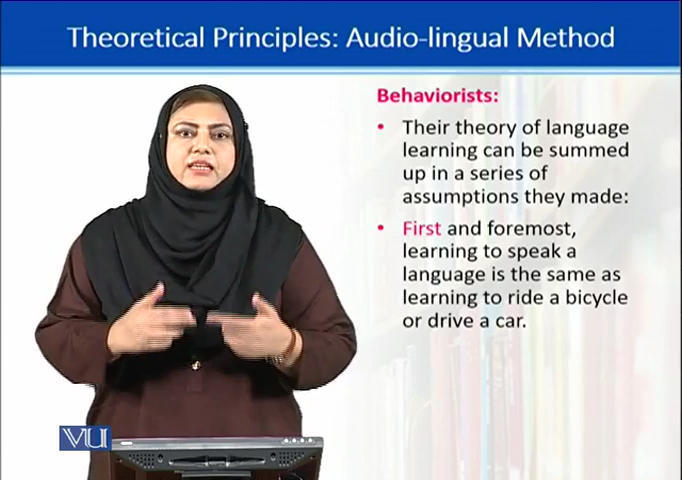 Theoretical Principles: Audio-lingual Method
Behaviorists:
• Their theory of language
learning can be summed
up in a series of
assumptions they made:
• First and foremost,
learning to speak a
language is the same as
learning to ride a bicycle
or drive a car.
VU